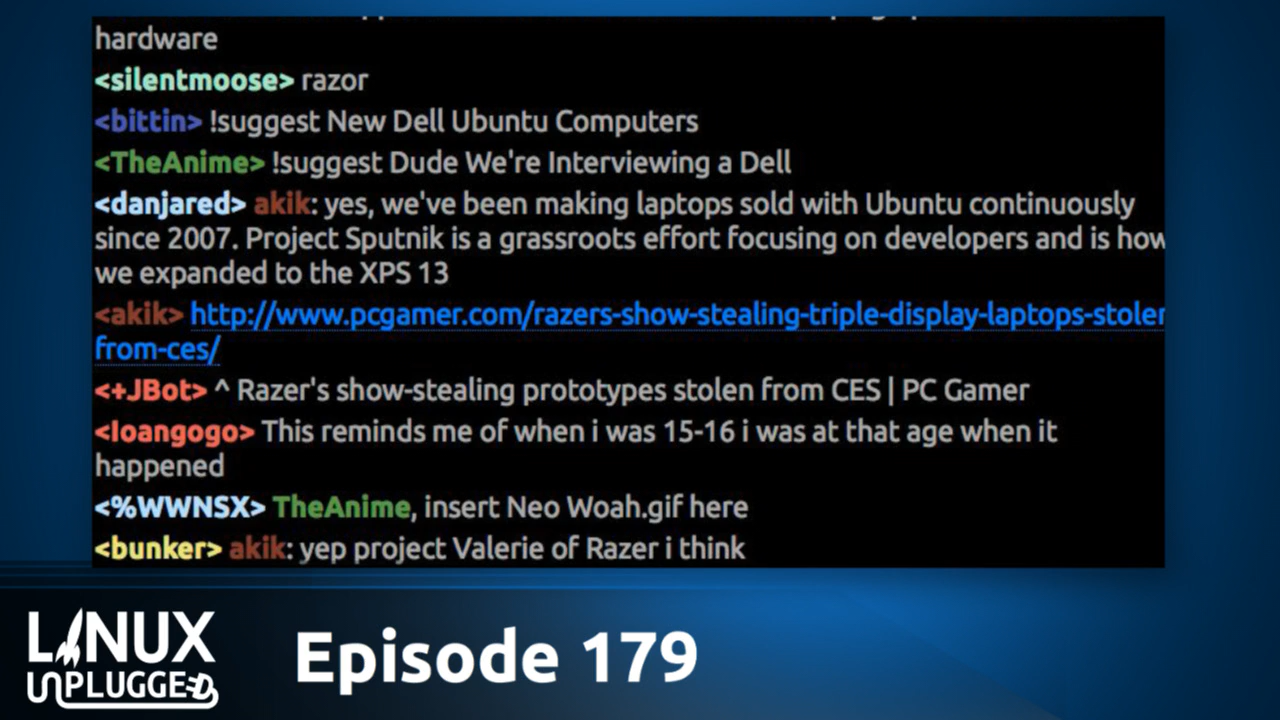 hardware
<silentmoose> razor
<bittin> !suggest New Dell Ubuntu Computers
<TheAnime> !suggest Dude We're Interviewing a Dell
<danjared> akik: yes, we've been making laptops sold with Ubuntu continuously
since 2007. Project Sputnik is a grassroots effort focusing on developers and is how
we expanded to the XPS 13
<akik> http://www.pcgamer.com/razers-show-stealing-triple-display-laptops-stolen
from-ces/
<+JBot> ^ Razer's show-stealing prototypes stolen from CES | PC Gamer
<loangogo> This reminds me of when i was 15-16 i was at that age when it
happened
<%WWNSX> TheAnime, insert Neo Woah.gif here
<bunker> akik: yep project Valerie of Razer i think
LINUX
UNPLUGGED
Episode 179